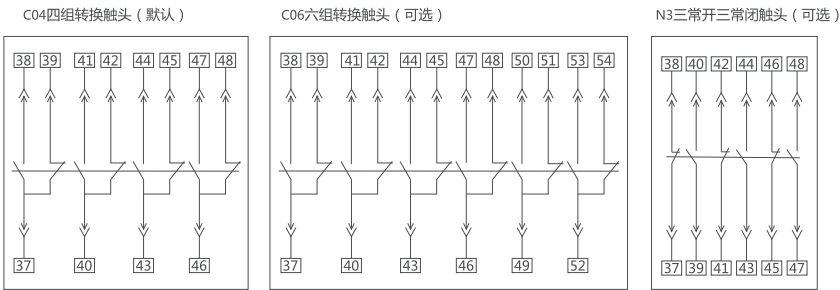 C04四组转换触头（默认）
38 39 41 42 44 45 47 48
37 40 43 46
C06六组转换触头（可选）
38 39 41 42 44 45 47 48 50 51 53 54
37 40 43 46 49 52
N3三常开三常闭触头（可选）
38 40 42 44 46 48
37 39 41 43 45 47